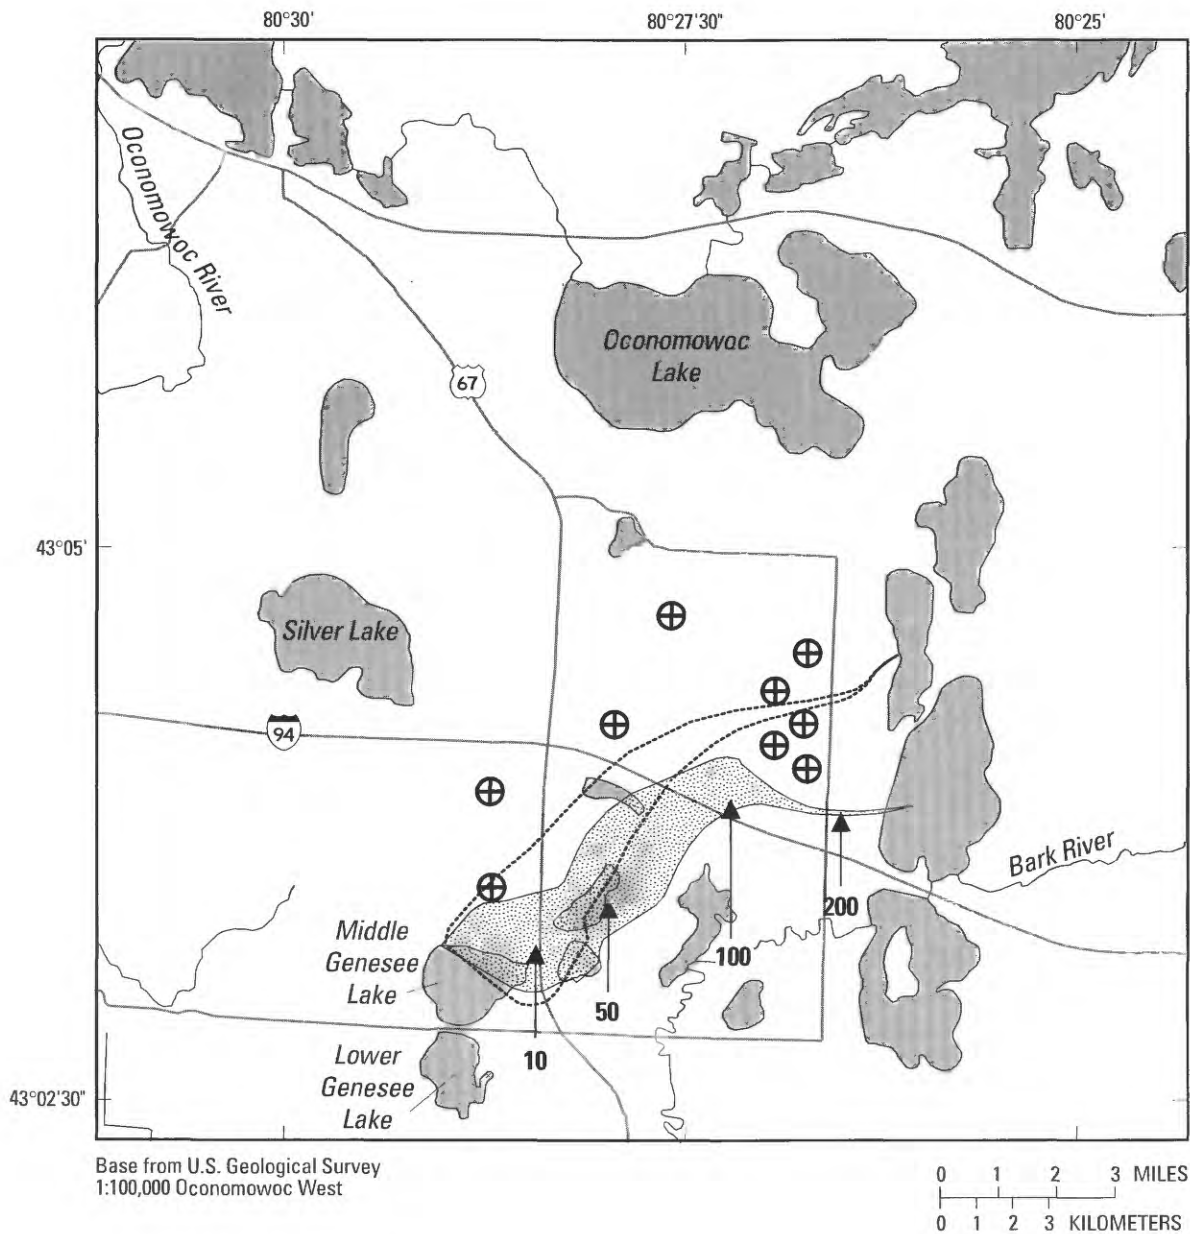 80°30'
80°27'30"
80°25'
Oconomowoc River
Oconomowoc
Lake
67
43°05'
Silver Lake
94
Bark River
200
Middle
Genesee
Lake
100
50
10
Lower
Genesee
Lake
43°02'30"
Base from U.S. Geological Survey
1:100,000 Oconomowoc West
0 1 2 3 MILES
0 1 2 3 KILOMETERS